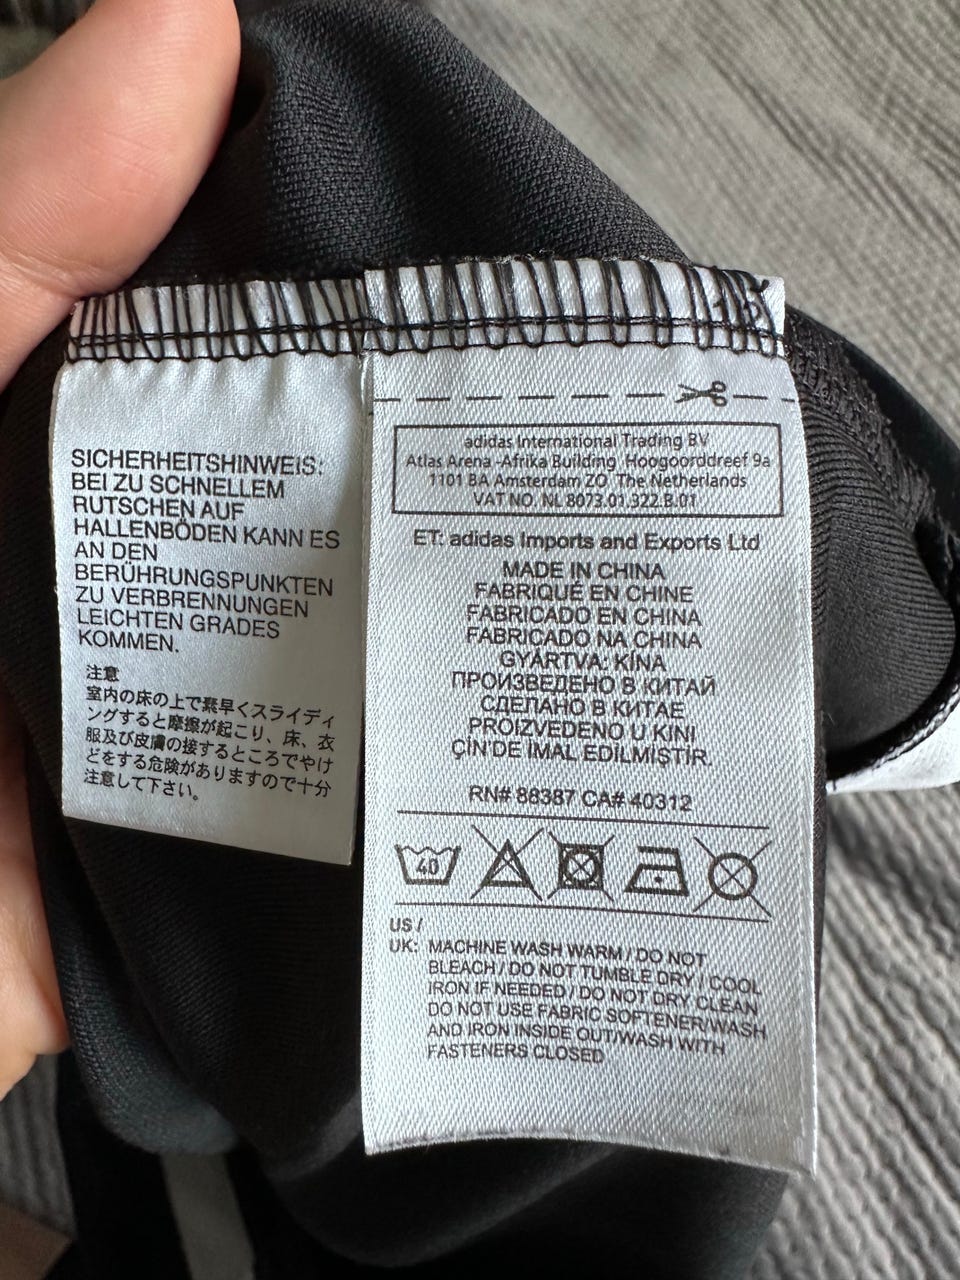 SICHERHEITSHINWEIS:
BEI ZU SCHNELLEM
RUTSCHEN AUF
HALLENBÖDEN KANN ES
AN DEN
BERÜHRUNGSPUNKTEN
ZU VERBRENNUNGEN
LEICHTEN GRADES
KOMMEN.
注意
室内の床の上で素早くスライディ
ングすると摩擦が起こり、床、衣
服及び皮膚の接するところでやけ
どをする危険がありますので十分
注意して下さい。
adidas International Trading BV
Atlas Arena -Afrika Building Hoogoorddreef 9a
1101 BA Amsterdam ZO The Netherlands
VAT NO. NL 8073.01.322.B.01
ET: adidas Imports and Exports Ltd
MADE IN CHINA
FABRIQUÉ EN CHINE
FABRICADO EN CHINA
FABRICADO NA CHINA
GYÁRTVA: KÍNA
ПРОИЗВЕДЕНО В КИТАЙ
СДЕЛАНО В КИТАЕ
PROIZVEDENO U KINI
ÇİN'DE İMAL EDİLMİŞTİR.
RN# 88387 CA# 40312
40
US /
UK: MACHINE WASH WARM / DO NOT
BLEACH / DO NOT TUMBLE DRY / COOL
IRON IF NEEDED / DO NOT DRY CLEAN
DO NOT USE FABRIC SOFTENER/WASH
AND IRON INSIDE OUT/WASH WITH
FASTENERS CLOSED